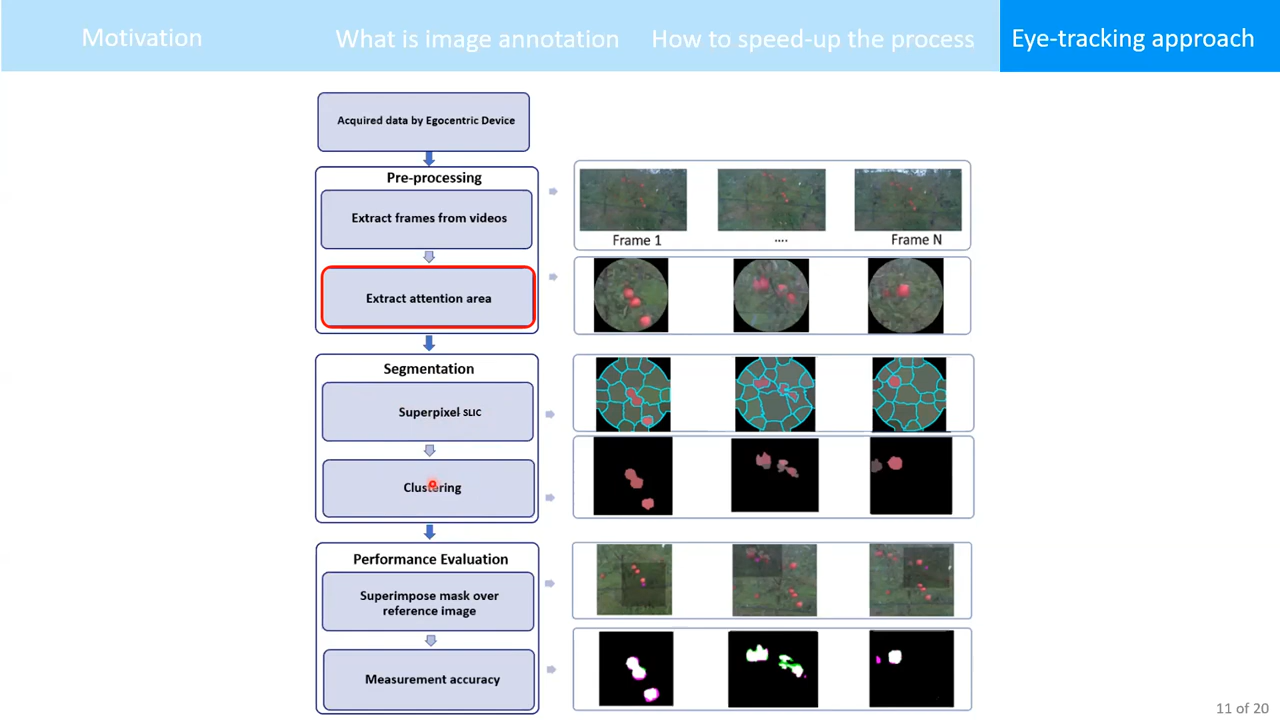 Motivation
What is image annotation
How to speed-up the process
Eye-tracking approach
Acquired data by Egocentric Device
Pre-processing
Extract frames from videos
Frame 1
....
Frame N
Extract attention area
Segmentation
Superpixel SLIC
Clustering
Performance Evaluation
Superimpose mask over
reference image
Measurement accuracy
11 of 20